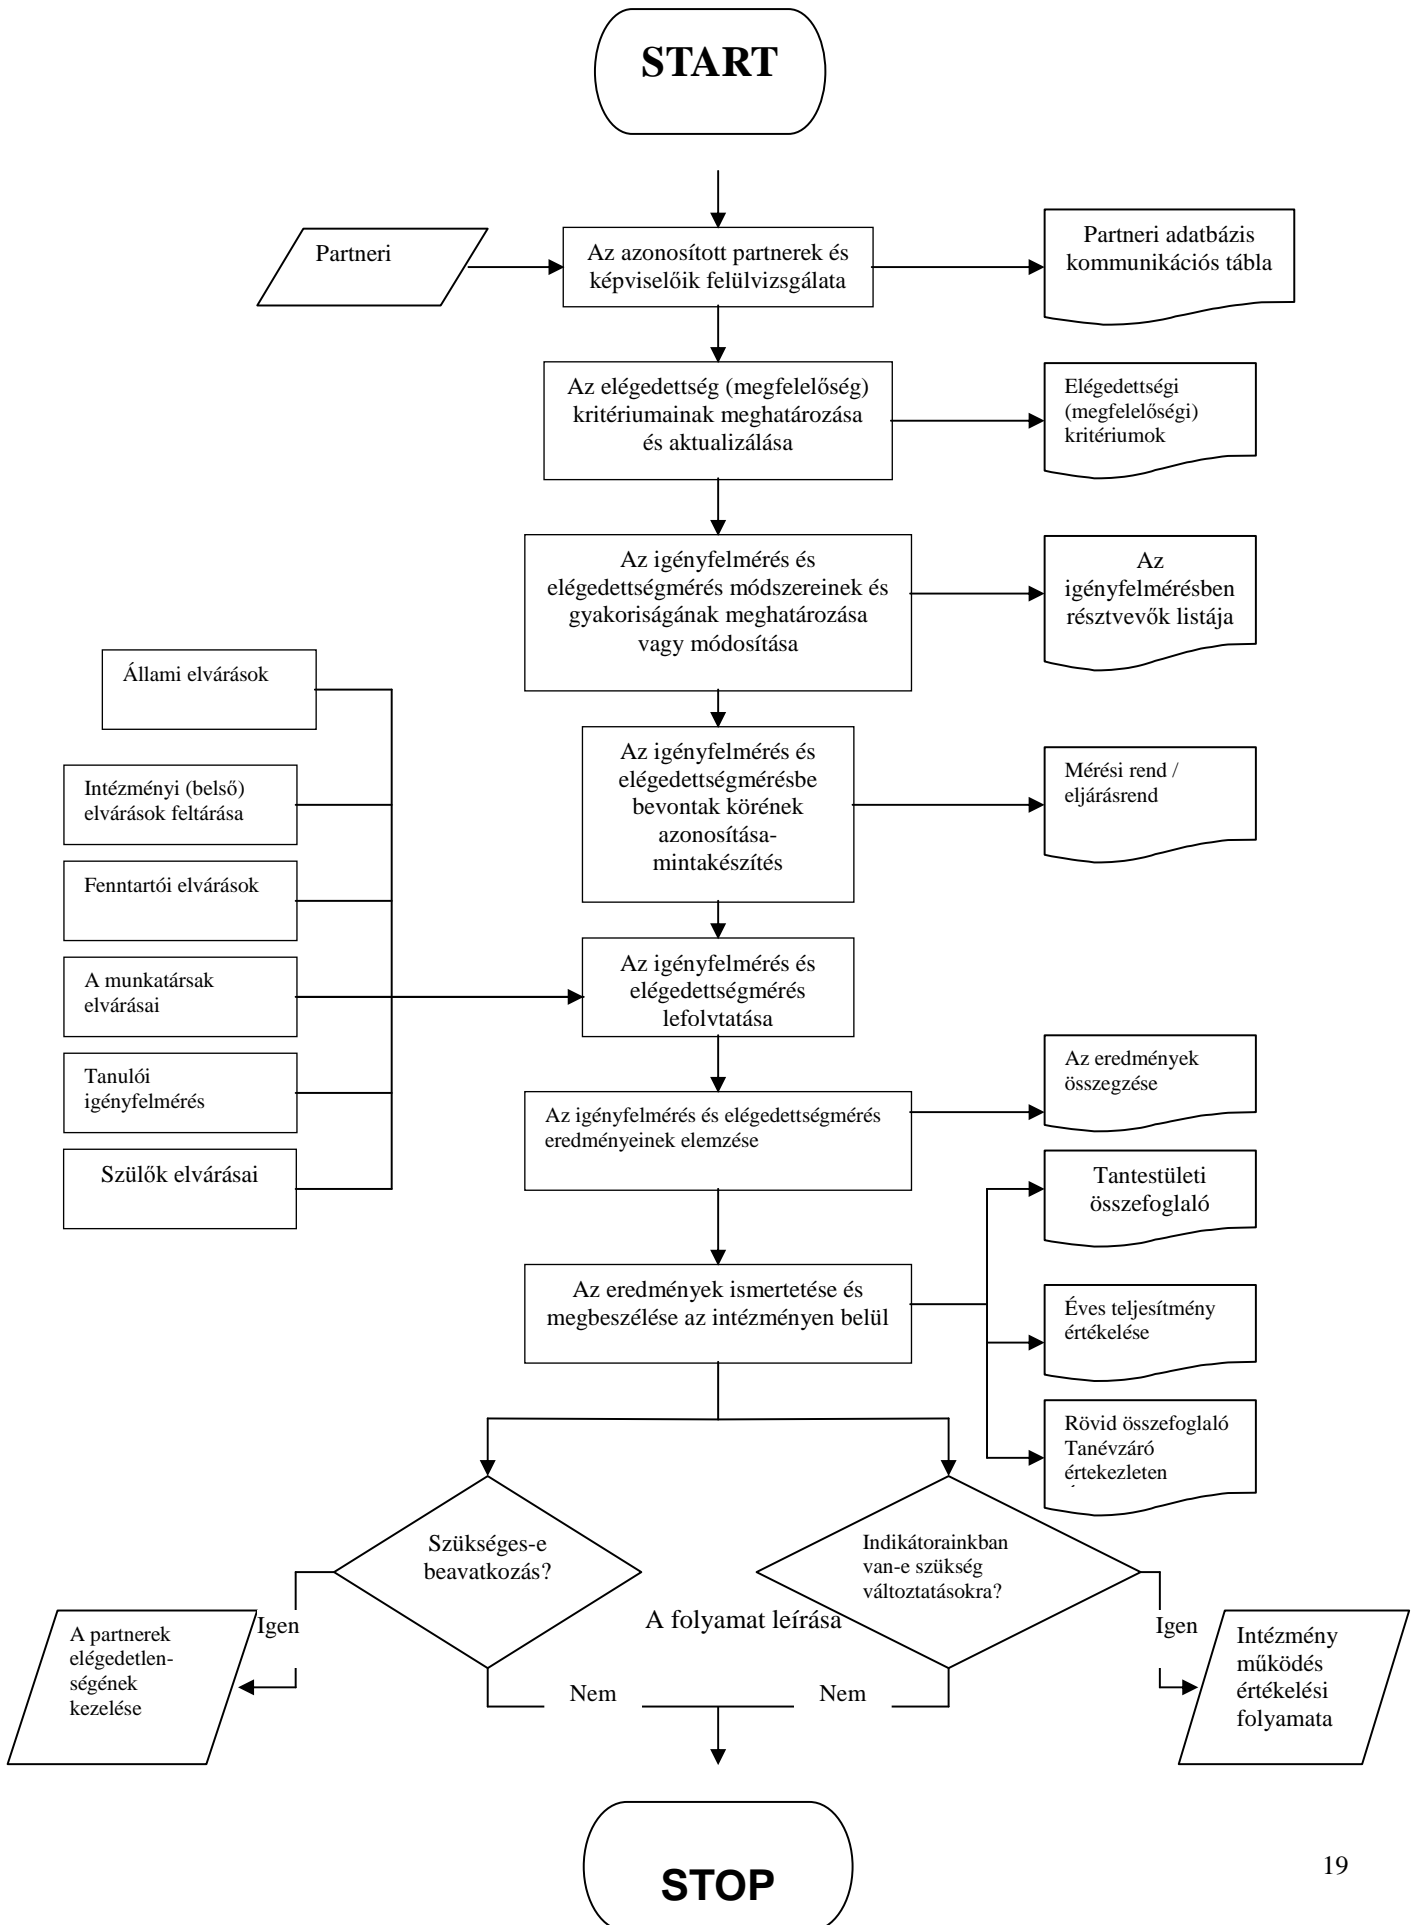 START
Partneri
Az azonosított partnerek és
képviselőik felülvizsgálata
Partneri adatbázis
kommunikációs tábla
Az elégedettség (megfelelőség)
kritériumainak meghatározása
és aktualizálása
Elégedettségi
(megfelelőségi)
kritériumok
Az igényfelmérés és
elégedettségmérés módszereinek és
gyakoriságának meghatározása
vagy módosítása
Az
igényfelmérésben
résztvevők listája
Állami elvárások
Az igényfelmérés és
elégedettségmérésbe
bevontak körének
azonosítása-
mintakészítés
Mérési rend /
eljárásrend
Intézményi (belső)
elvárások feltárása
Fenntartói elvárások
A munkatársak
elvárásai
Az igényfelmérés és
elégedettségmérés
lefolytatása
Tanulói
igényfelmérés
Szülők elvárásai
Az igényfelmérés és elégedettségmérés
eredményeinek elemzése
Az eredmények
összegzése
Tantestületi
összefoglaló
Az eredmények ismertetése és
megbeszélése az intézményen belül
Éves teljesítmény
értékelése
Rövid összefoglaló
Tanévzáró
értekezleten
Szükséges-e
beavatkozás?
Indikátorainkban
van-e szükség
változtatásokra?
A folyamat leírása
Igen
Igen
A partnerek
elégedetlen-
ségének
kezelése
Intézmény
működés
értékelési
folyamata
Nem
Nem
STOP
19